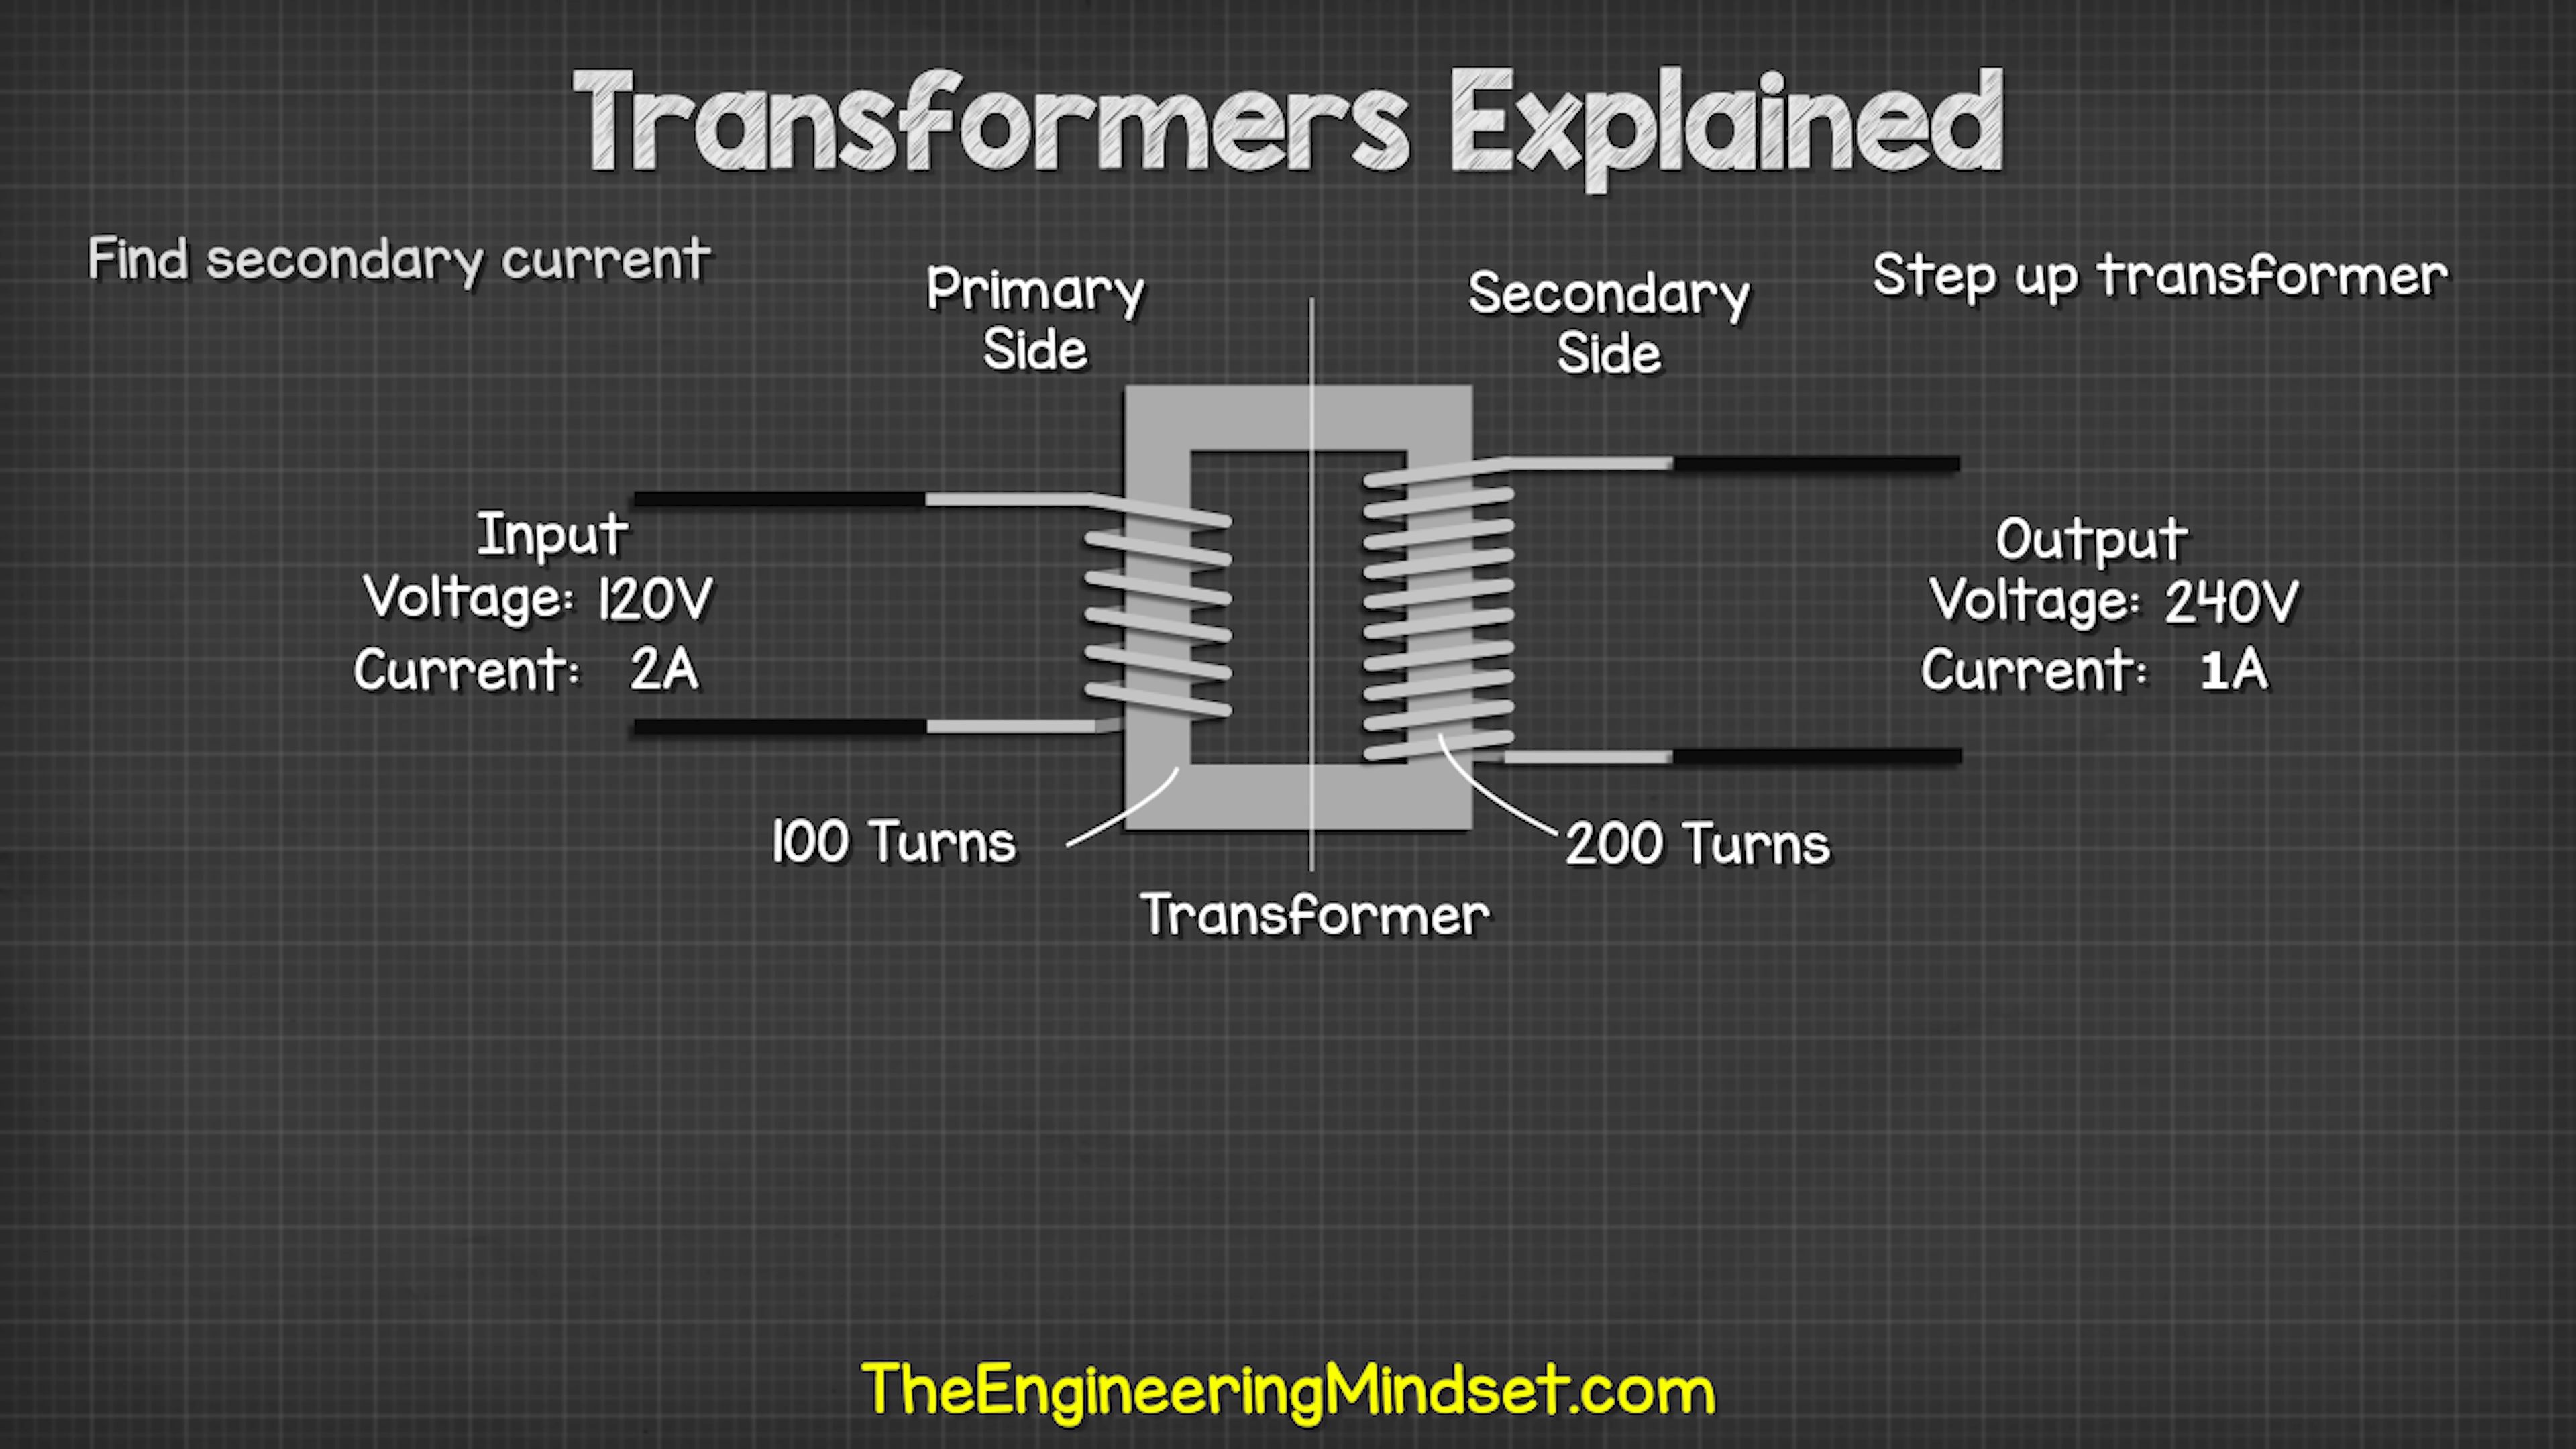 Transformers Explained
Find secondary current
Primary
Side
Secondary
Side
Step up transformer
Input
Voltage: 120V
Current: 2A
Output
Voltage: 240V
Current: 1A
100 Turns
200 Turns
Transformer
TheEngineeringMindset.com